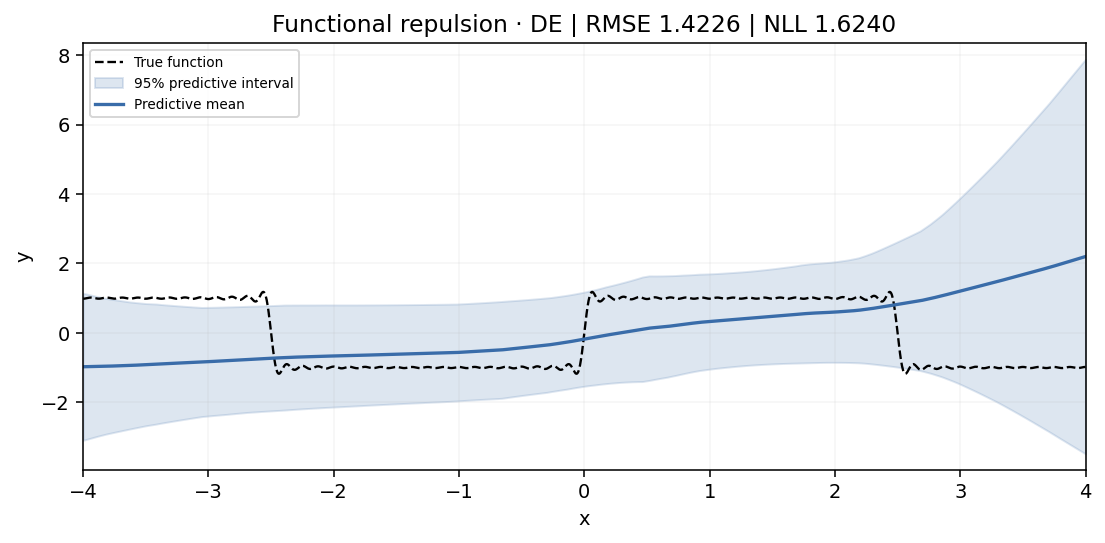 Functional repulsion · DE | RMSE 1.4226 | NLL 1.6240
True function
95% predictive interval
Predictive mean
8
6
4
2
0
−2
y
−4 −3 −2 −1 0 1 2 3 4
x